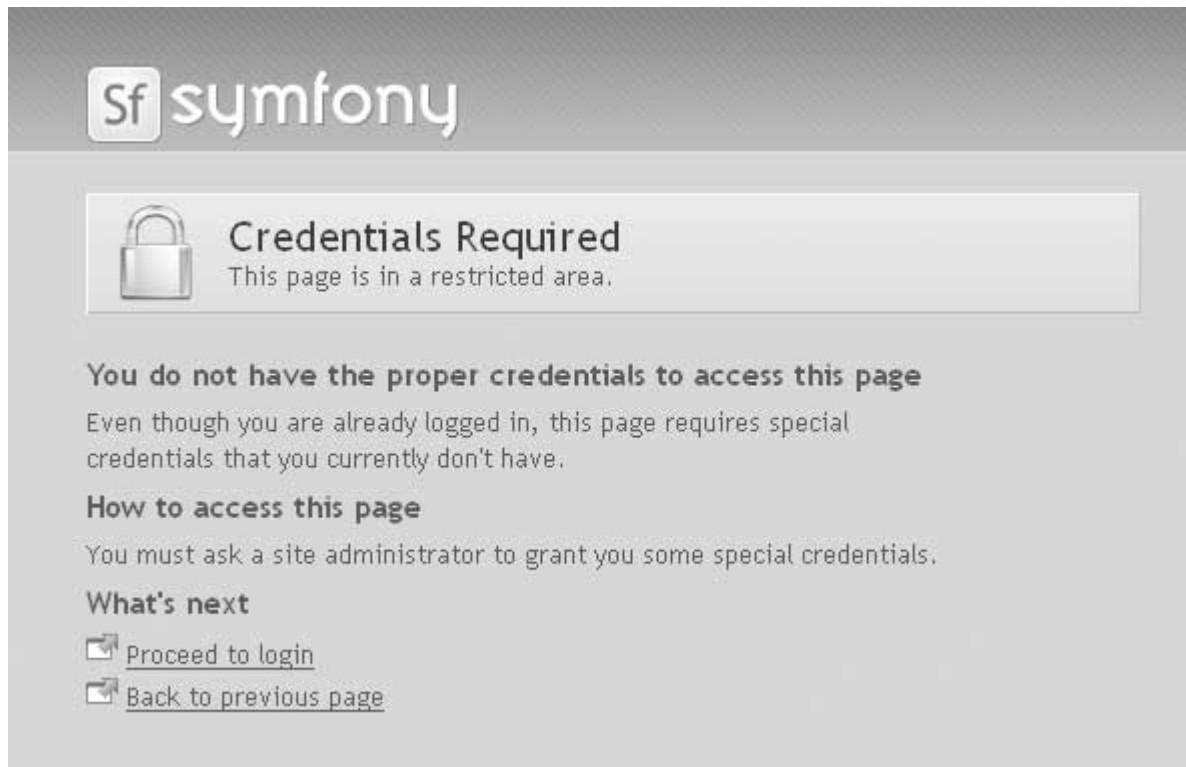 Sf symfony
Credentials Required
This page is in a restricted area.
You do not have the proper credentials to access this page
Even though you are already logged in, this page requires special
credentials that you currently don't have.
How to access this page
You must ask a site administrator to grant you some special credentials.
What's next
Proceed to login
Back to previous page